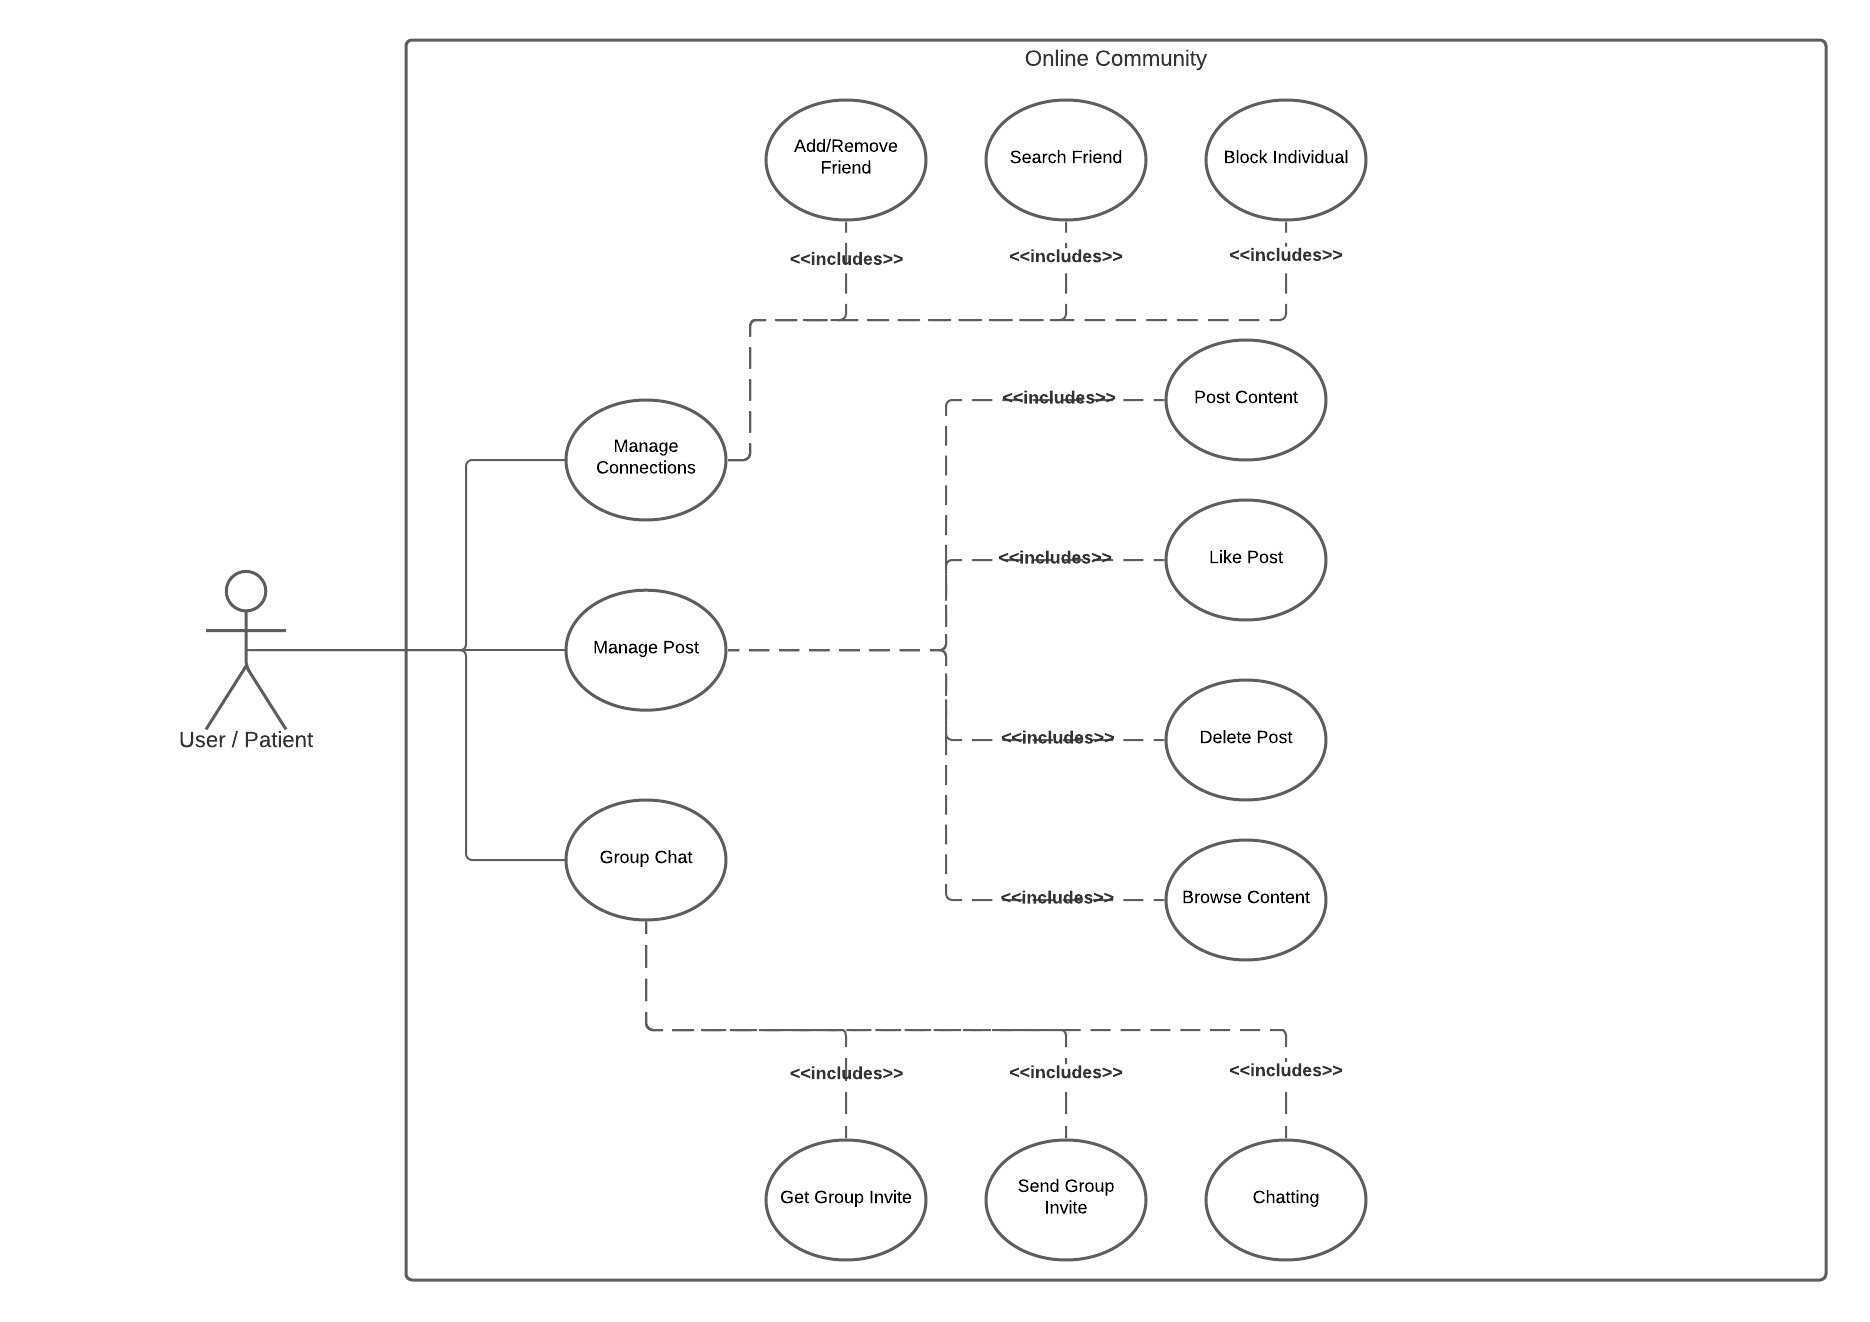 Online Community
Add/Remove
Friend
Search Friend
Block Individual
<<includes>>
<<includes>>
<<includes>>
Manage
Connections
<<includes>>
Post Content
<<includes>>
Like Post
Manage Post
User / Patient
<<includes>>
Delete Post
Group Chat
<<includes>>
Browse Content
<<includes>>
<<includes>>
<<includes>>
Get Group Invite
Send Group
Invite
Chatting